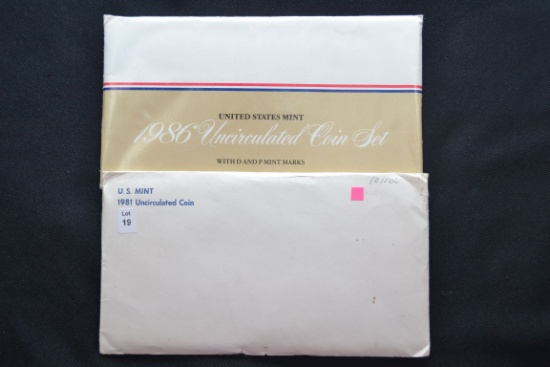 UNITED STATES MINT
1986 Uncirculated Coin Set
WITH D AND P MINT MARKS
U.S. MINT
1981 Uncirculated Coin
Lot
19